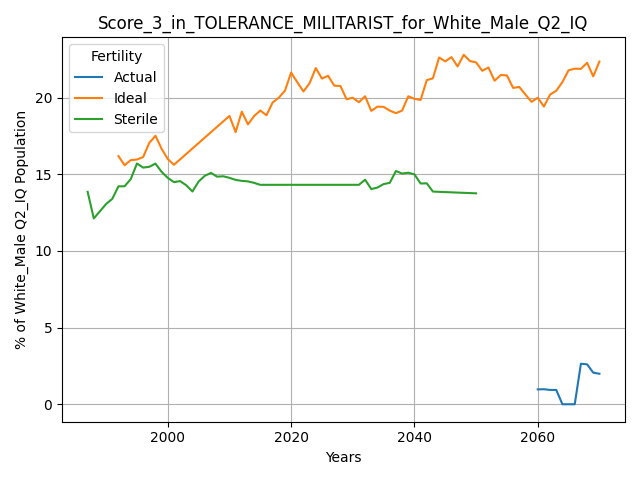 Score_3_in_TOLERANCE_MILITARIST_for_White_Male_Q2_IQ
Fertility
Actual
Ideal
Sterile
% of White_Male Q2_IQ Population
20
15
10
5
0
2000 2020 2040 2060
Years